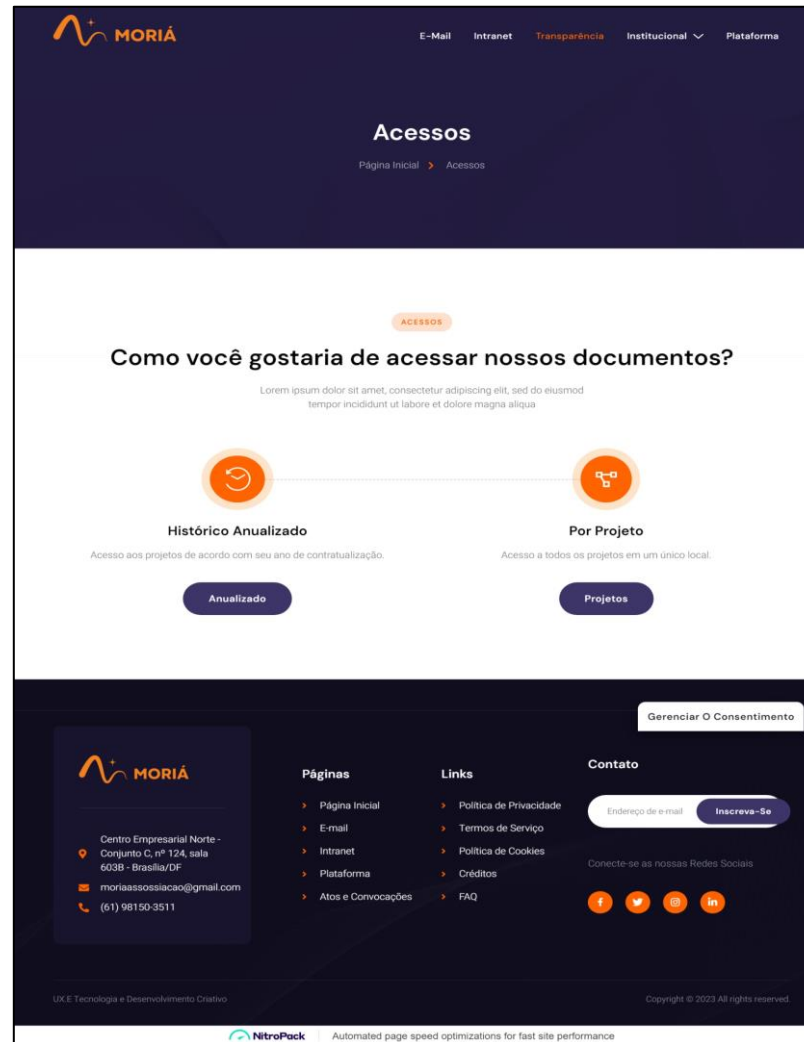 MORIÁ
E-Mail Intranet Transparência Institucional Plataforma
Acessos
Página Inicial Acessos
ACESSOS
Como você gostaria de acessar nossos documentos?
Lorem ipsum dolor sit amet, consectetur adipiscing elit, sed do eiusmod
tempor incididunt ut labore et dolore magna aliqua
Histórico Anualizado
Acesso aos projetos de acordo com seu ano de contratualização.
Anualizado
Por Projeto
Acesso a todos os projetos em um único local.
Projetos
Gerenciar O Consentimento
MORIÁ
Centro Empresarial Norte -
Conjunto C, nº 124, sala
603B - Brasília/DF
moriaassossiacao@gmail.com
(61) 98150-3511
Páginas
Página Inicial
E-mail
Intranet
Plataforma
Atos e Convocações
Links
Política de Privacidade
Termos de Serviço
Política de Cookies
Créditos
FAQ
Contato
Endereço de e-mail Inscreva-Se
Conecte-se as nossas Redes Sociais
UX.E Tecnologia e Desenvolvimento Criativo
Copyright © 2023 All rights reserved.
NitroPack Automated page speed optimizations for fast site performance